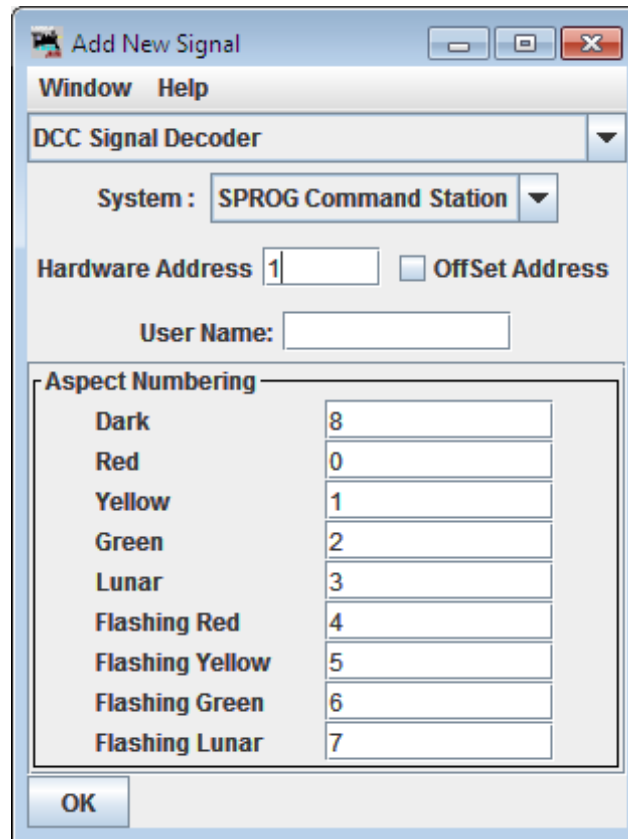 Add New Signal
Window Help
DCC Signal Decoder
System : SPROG Command Station
Hardware Address 1 OffSet Address
User Name:
Aspect Numbering
Dark 8
Red 0
Yellow 1
Green 2
Lunar 3
Flashing Red 4
Flashing Yellow 5
Flashing Green 6
Flashing Lunar 7
OK